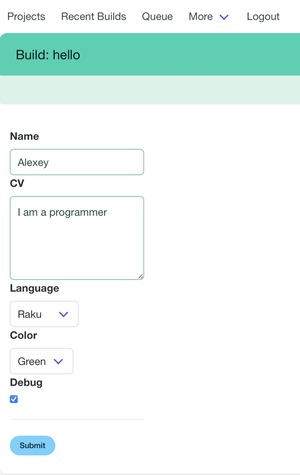 Projects Recent Builds Queue More Logout
Build: hello
Name
Alexey
CV
I am a programmer
Language
Raku
Color
Green
Debug
Submit